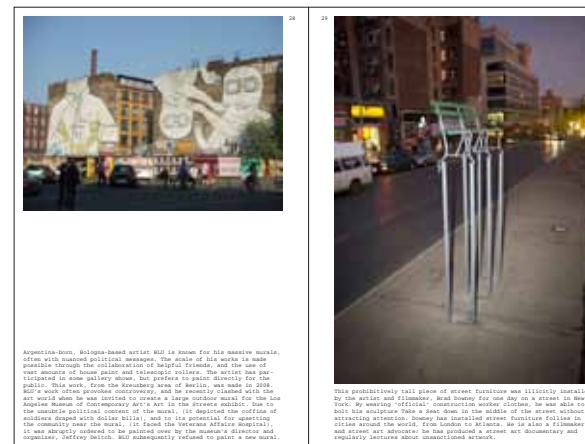 28
29
Argentina-born, Bologna-based artist BLU is known for his massive murals,
often with nuanced political messages. The scale of his works is made
possible through the collaboration of helpful friends, and the use of
vast amounts of house paint and telescopic rollers. The artist has par-
ticipated in some gallery shows, but prefers to paint directly for the
public. This work, from the Kreuzberg area of Berlin, was made in 2008.
BLU's work often provokes controversy, and he recently clashed with the
art world when he was invited to create a large outdoor mural for the Los
Angeles Museum of Contemporary Art's Art in the Streets exhibit. Due to
the unsubtle political content of the mural, (it depicted the coffins of
soldiers draped with dollar bills), and to its potential for upsetting
the community near the mural, (it faced the Veterans Affairs Hospital),
it was abruptly ordered to be painted over by the museum's director and
organizer, Jeffrey Deitch. BLU subsequently refused to paint a new mural.
This prohibitively tall piece of street furniture was illicitly install
by the artist and filmmaker, Brad Downey for one day on a street in New
York. By wearing 'official' construction worker clothes, he was able to
bolt his sculpture Take a Seat down in the middle of the street without
attracting attention. Downey has installed street furniture follies in
cities around the world, from London to Atlanta. He is also a filmmaker
and street art advocate: he has produced a street art documentary and
regularly lectures about unsanctioned artwork.